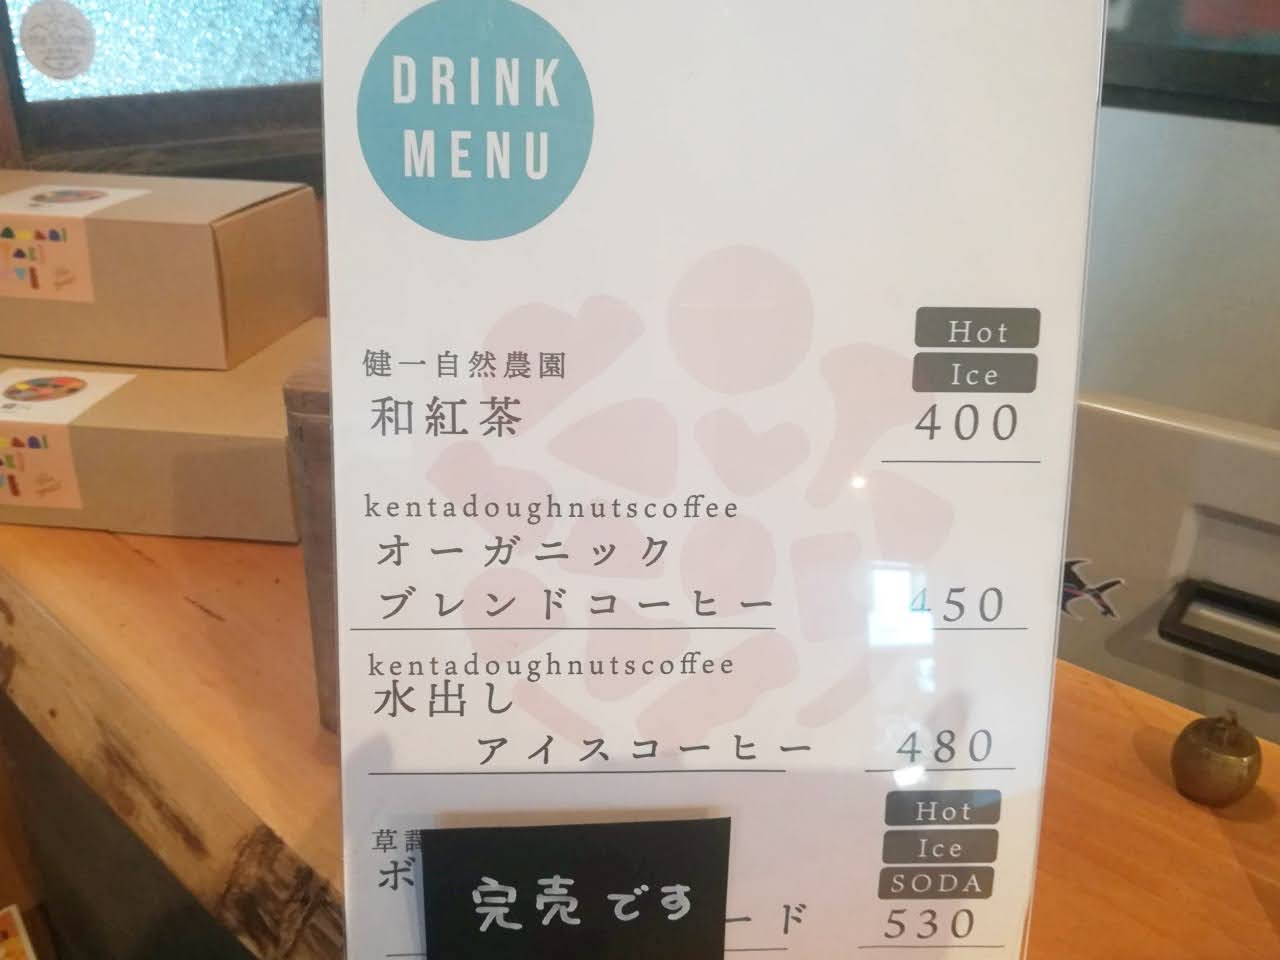 DRINK
MENU
Hot
Ice
健一自然農園
和紅茶
400
kentadoughnutscoffee
オーガニック
ブレンドコーヒー
450
kentadoughnutscoffee
水出し
アイスコーヒー
480
Hot
Ice
SODA
草
ボ
ード
530
完売です